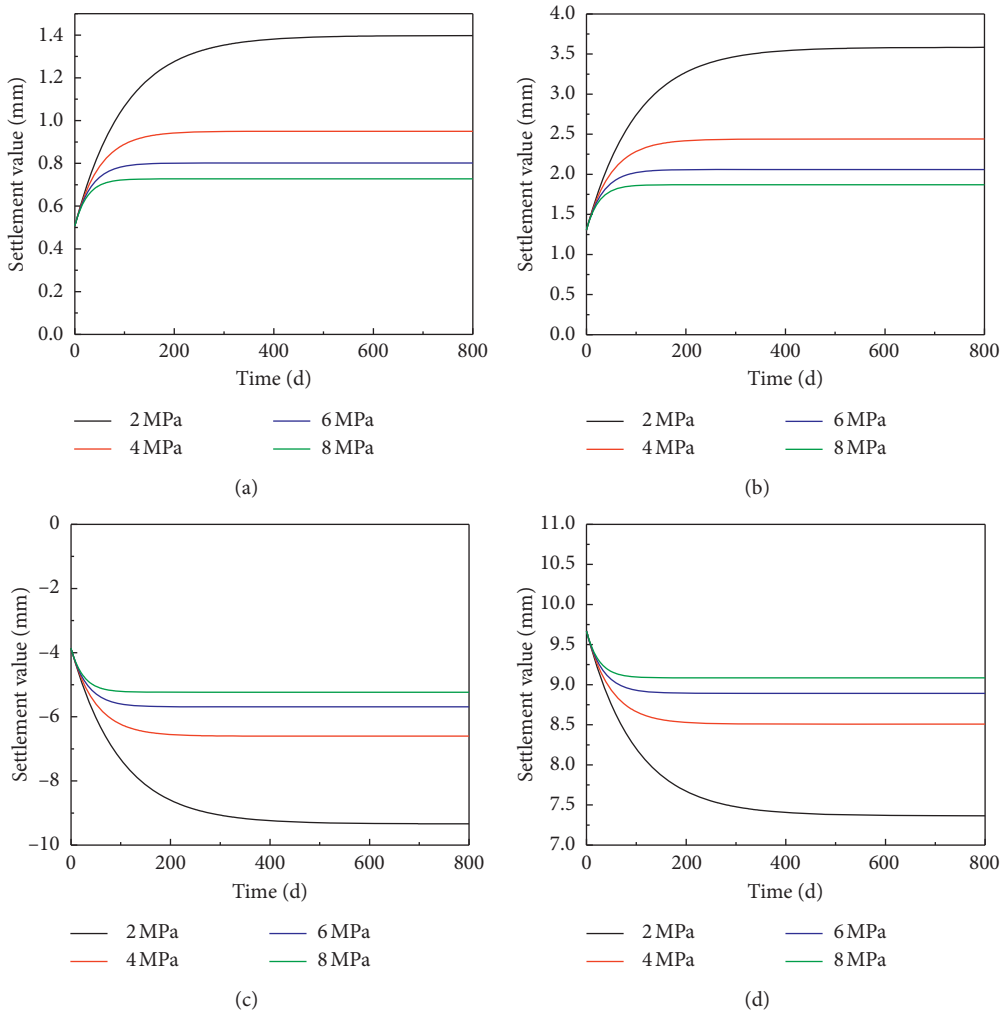 1.4
1.2
1.0
0.8
0.6
0.4
0.2
0.0
Settlement value (mm)
0
200
400
600
800
Time (d)
2 MPa
6 MPa
4 MPa
8 MPa
(a)
4.0
3.5
3.0
2.5
2.0
1.5
1.0
0.5
0.0
Settlement value (mm)
0
200
400
600
800
Time (d)
2 MPa
6 MPa
4 MPa
8 MPa
(b)
0
−2
−4
−6
−8
−10
Settlement value (mm)
0
200
400
600
800
Time (d)
2 MPa
6 MPa
4 MPa
8 MPa
(c)
11.0
10.5
10.0
9.5
9.0
8.5
8.0
7.5
7.0
Settlement value (mm)
0
200
400
600
800
Time (d)
2 MPa
6 MPa
4 MPa
8 MPa
(d)